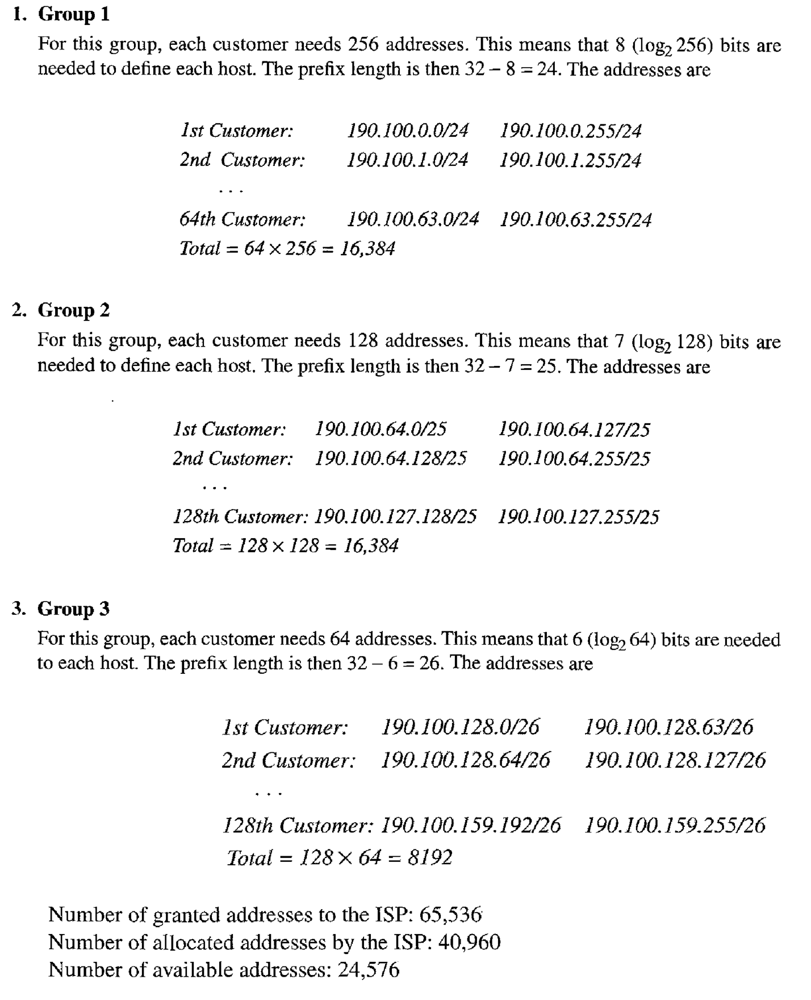 1. Group 1
For this group, each customer needs 256 addresses. This means that 8 (log₂ 256) bits are
needed to define each host. The prefix length is then 32 – 8 = 24. The addresses are
1st Customer: 190.100.0.0/24 190.100.0.255/24
2nd Customer: 190.100.1.0/24 190.100.1.255/24
. . .
64th Customer: 190.100.63.0/24 190.100.63.255/24
Total = 64 × 256 = 16,384
2. Group 2
For this group, each customer needs 128 addresses. This means that 7 (log₂ 128) bits are
needed to define each host. The prefix length is then 32 – 7 = 25. The addresses are
1st Customer: 190.100.64.0/25 190.100.64.127/25
2nd Customer: 190.100.64.128/25 190.100.64.255/25
. . .
128th Customer: 190.100.127.128/25 190.100.127.255/25
Total = 128 × 128 = 16,384
3. Group 3
For this group, each customer needs 64 addresses. This means that 6 (log₂ 64) bits are needed
to each host. The prefix length is then 32 – 6 = 26. The addresses are
1st Customer: 190.100.128.0/26 190.100.128.63/26
2nd Customer: 190.100.128.64/26 190.100.128.127/26
. . .
128th Customer: 190.100.159.192/26 190.100.159.255/26
Total = 128 × 64 = 8192
Number of granted addresses to the ISP: 65,536
Number of allocated addresses by the ISP: 40,960
Number of available addresses: 24,576